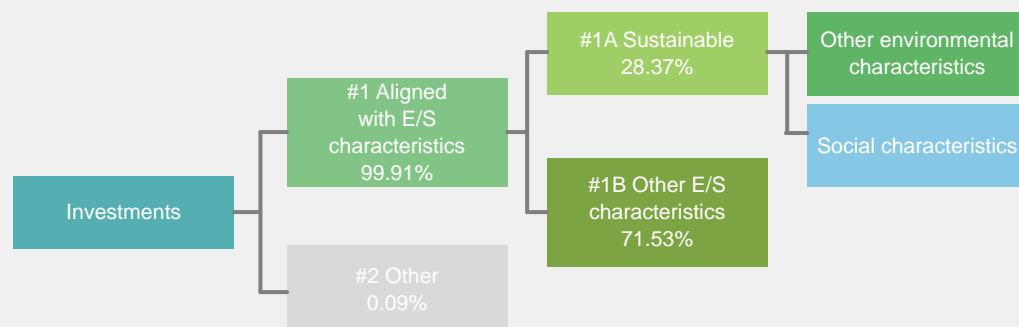 Investments
#1 Aligned
with E/S
characteristics
99.91%
#2 Other
0.09%
#1A Sustainable
28.37%
#1B Other E/S
characteristics
71.53%
Other environmental
characteristics
Social characteristics